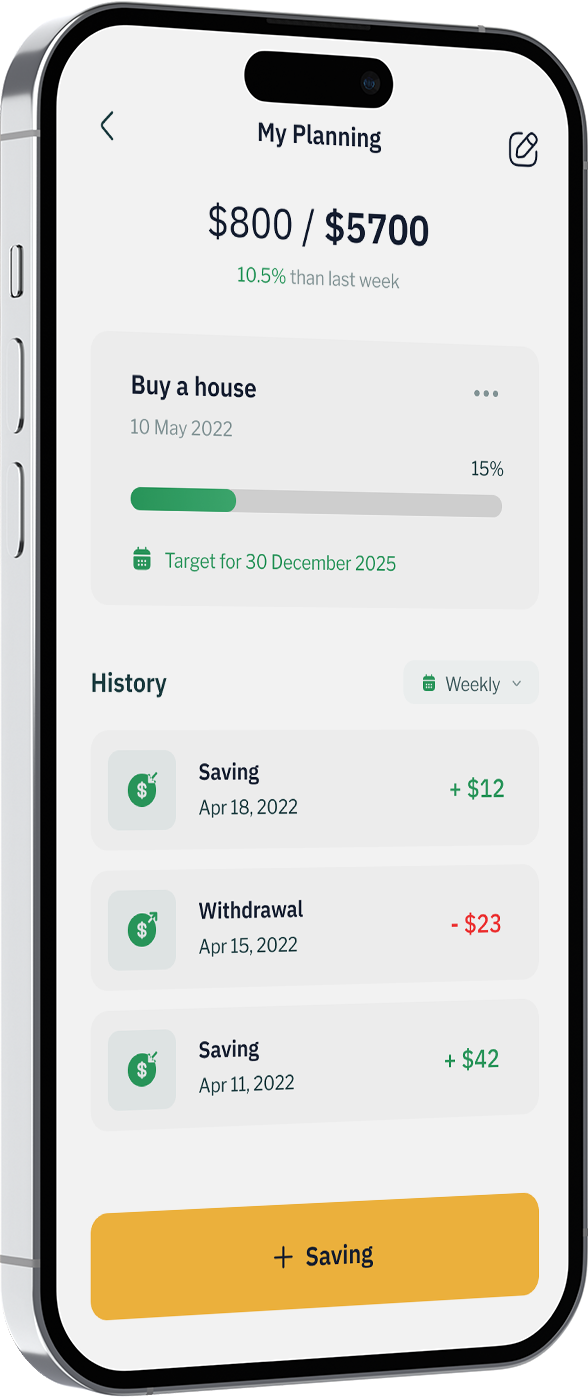 My Planning
$800 / $5700
10.5% than last week
Buy a house
10 May 2022
15%
Target for 30 December 2025
History
Weekly
Saving
Apr 18, 2022
+ $12
Withdrawal
Apr 15, 2022
- $23
Saving
Apr 11, 2022
+ $42
+ Saving